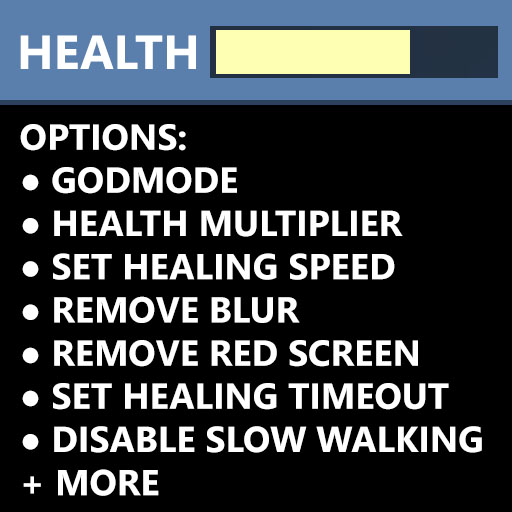 HEALTH
OPTIONS:
● GODMODE
● HEALTH MULTIPLIER
● SET HEALING SPEED
● REMOVE BLUR
● REMOVE RED SCREEN
● SET HEALING TIMEOUT
● DISABLE SLOW WALKING
+ MORE